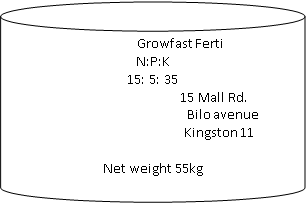 Growfast Ferti
N:P:K
15: 5: 35
15 Mall Rd.
Bilo avenue
Kingston 11
Net weight 55kg